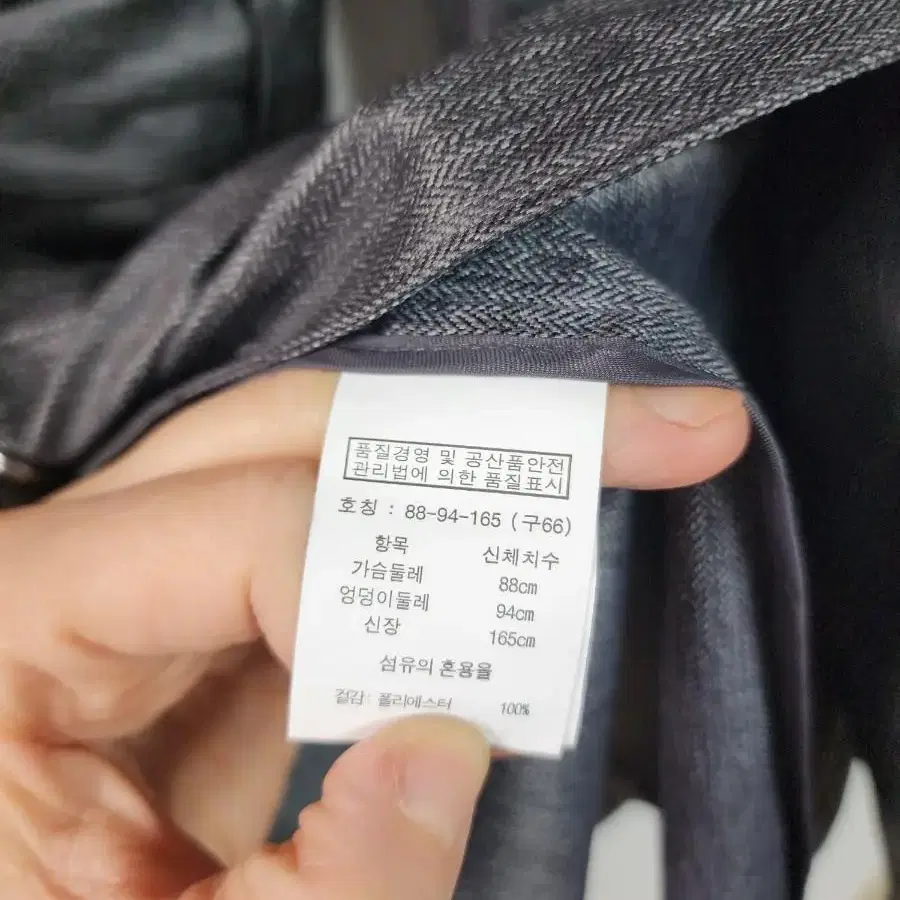 품질경영 및 공산품안전
관리법에 의한 품질표시
호칭 : 88-94-165 (구66)
항목 신체치수
가슴둘레 88cm
엉덩이둘레 94cm
신장 165cm
섬유의 혼용율
겉감 : 폴리에스터 100%